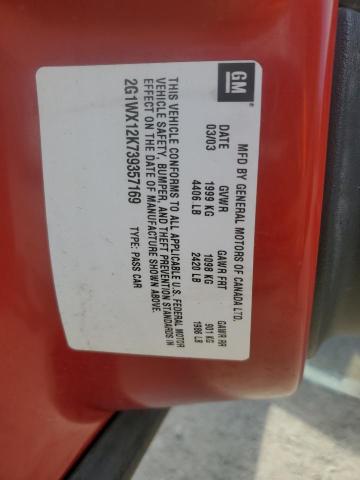 GM
MFD BY GENERAL MOTORS OF CANADA LTD.
DATE GVWR GAWR FRT GAWR RR
03/03 1999 KG 1098 KG 901 KG
4406 LB 2420 LB 1986 LB
THIS VEHICLE CONFORMS TO ALL APPLICABLE U.S. FEDERAL MOTOR
VEHICLE SAFETY, BUMPER, AND THEFT PREVENTION STANDARDS IN
EFFECT ON THE DATE OF MANUFACTURE SHOWN ABOVE.
2G1WX12K739357169 TYPE: PASS CAR